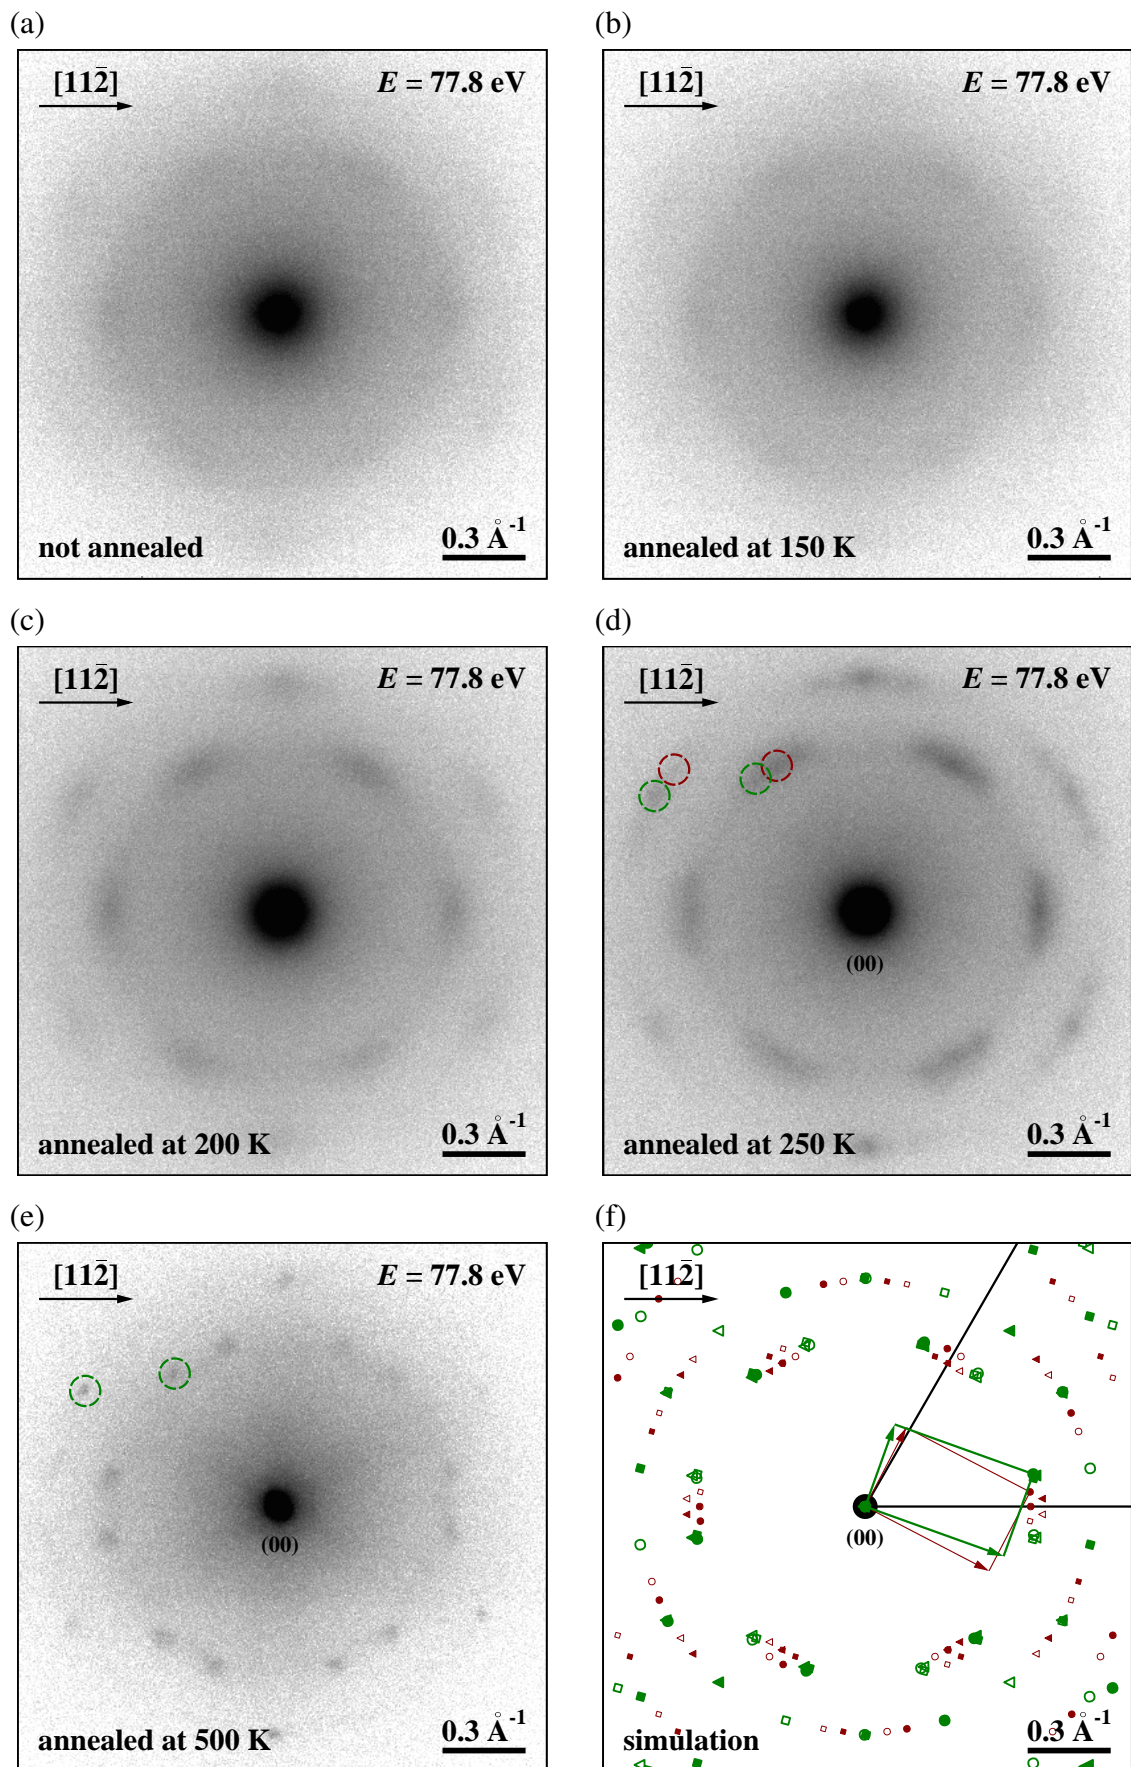 (a)
(b)
[112̄]
E = 77.8 eV
[112̄]
E = 77.8 eV
not annealed
0.3 Å⁻¹
annealed at 150 K
0.3 Å⁻¹
(c)
(d)
[112̄]
E = 77.8 eV
[112̄]
E = 77.8 eV
(00)
annealed at 200 K
0.3 Å⁻¹
annealed at 250 K
0.3 Å⁻¹
(e)
(f)
[112̄]
E = 77.8 eV
[112̄]
(00)
(00)
annealed at 500 K
0.3 Å⁻¹
simulation
0.3 Å⁻¹